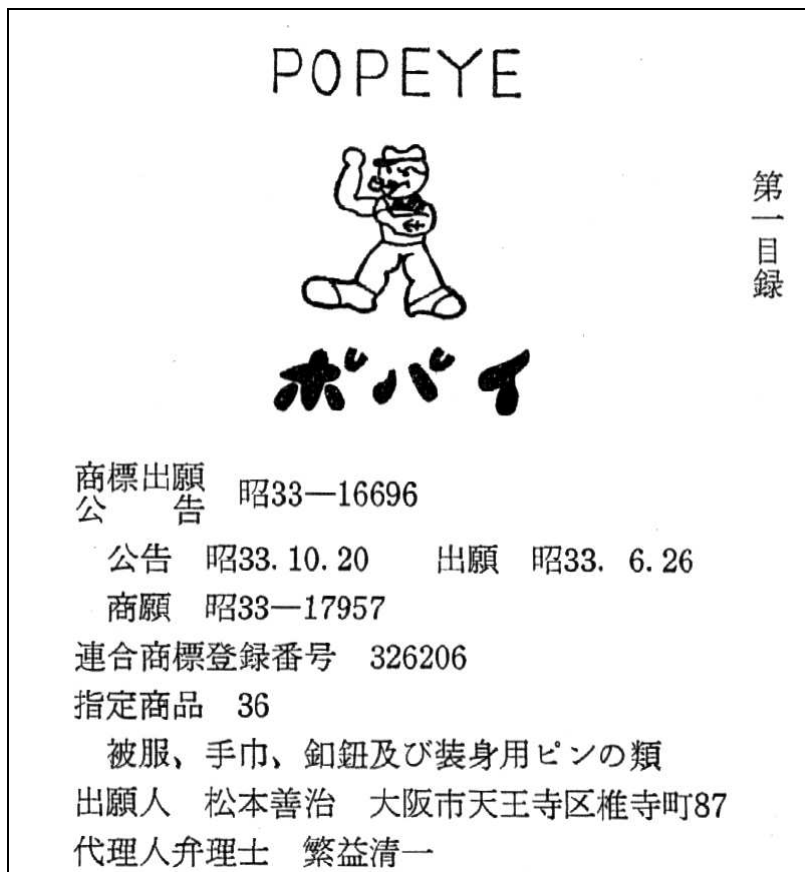 POPEYE
第一目録
ポパイ
商標出願
公告 昭33—16696
公告 昭33.10.20 出願 昭33. 6.26
商願 昭33—17957
連合商標登録番号 326206
指定商品 36
被服、手巾、釦鈕及び装身用ピンの類
出願人 松本善治 大阪市天王寺区椎寺町87
代理人弁理士 繁益清一